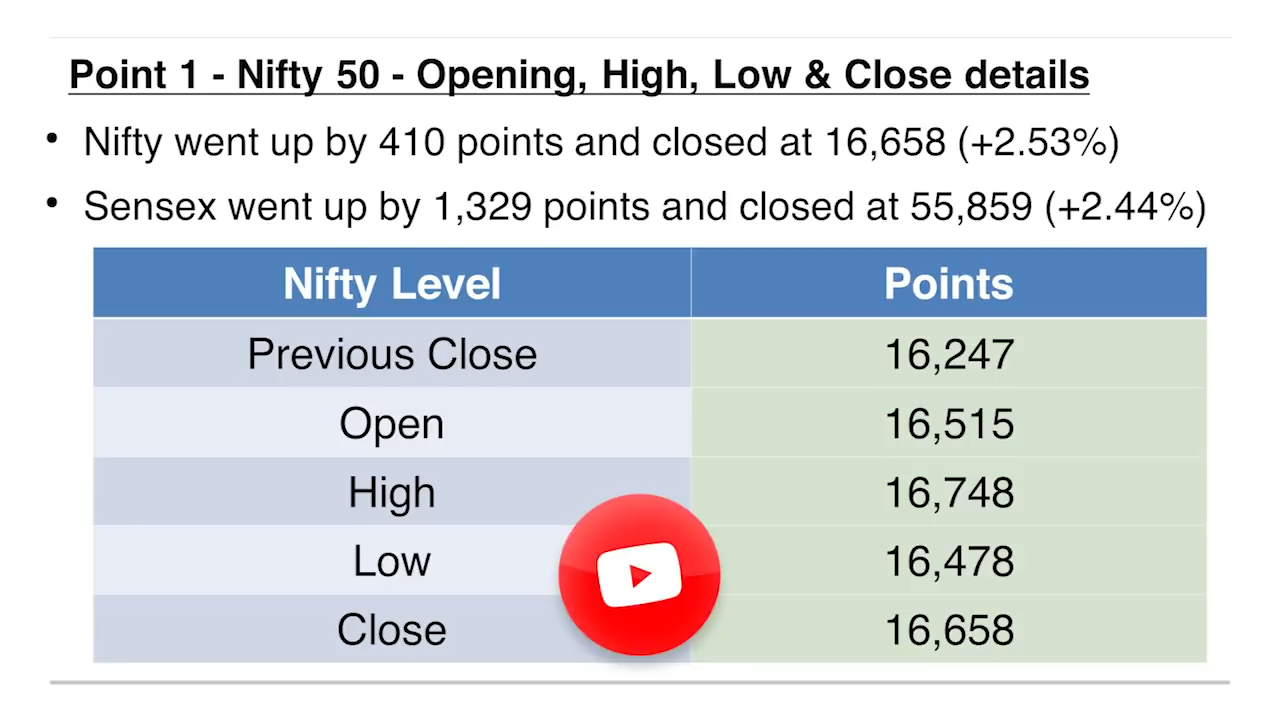 Point 1 - Nifty 50 - Opening, High, Low & Close details
• Nifty went up by 410 points and closed at 16,658 (+2.53%)
• Sensex went up by 1,329 points and closed at 55,859 (+2.44%)
Nifty Level Points
Previous Close 16,247
Open 16,515
High 16,748
Low 16,478
Close 16,658